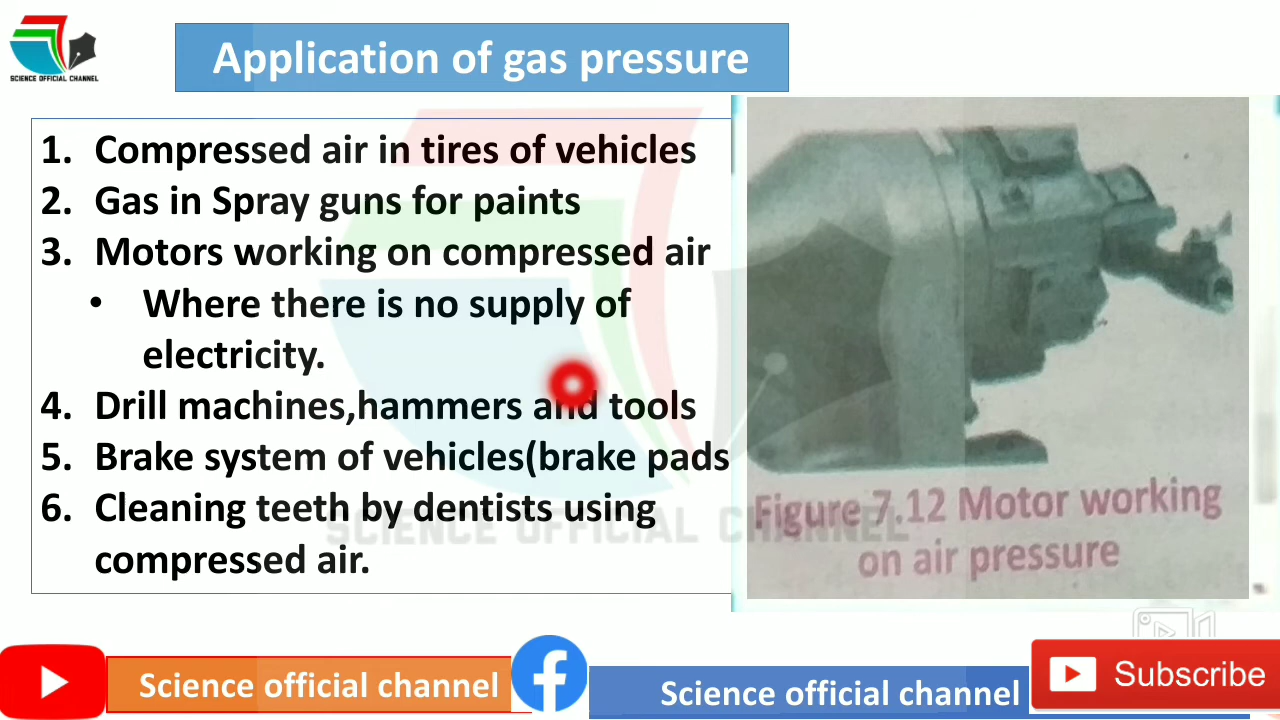 SCIENCE OFFICIAL CHANNEL
Application of gas pressure
1. Compressed air in tires of vehicles
2. Gas in Spray guns for paints
3. Motors working on compressed air
• Where there is no supply of
electricity.
4. Drill machines,hammers and tools
5. Brake system of vehicles(brake pads
6. Cleaning teeth by dentists using
compressed air.
SCIENCE OFFICIAL CHANNEL
Figure 7.12 Motor working
on air pressure
Science official channel
Science official channel
Subscribe